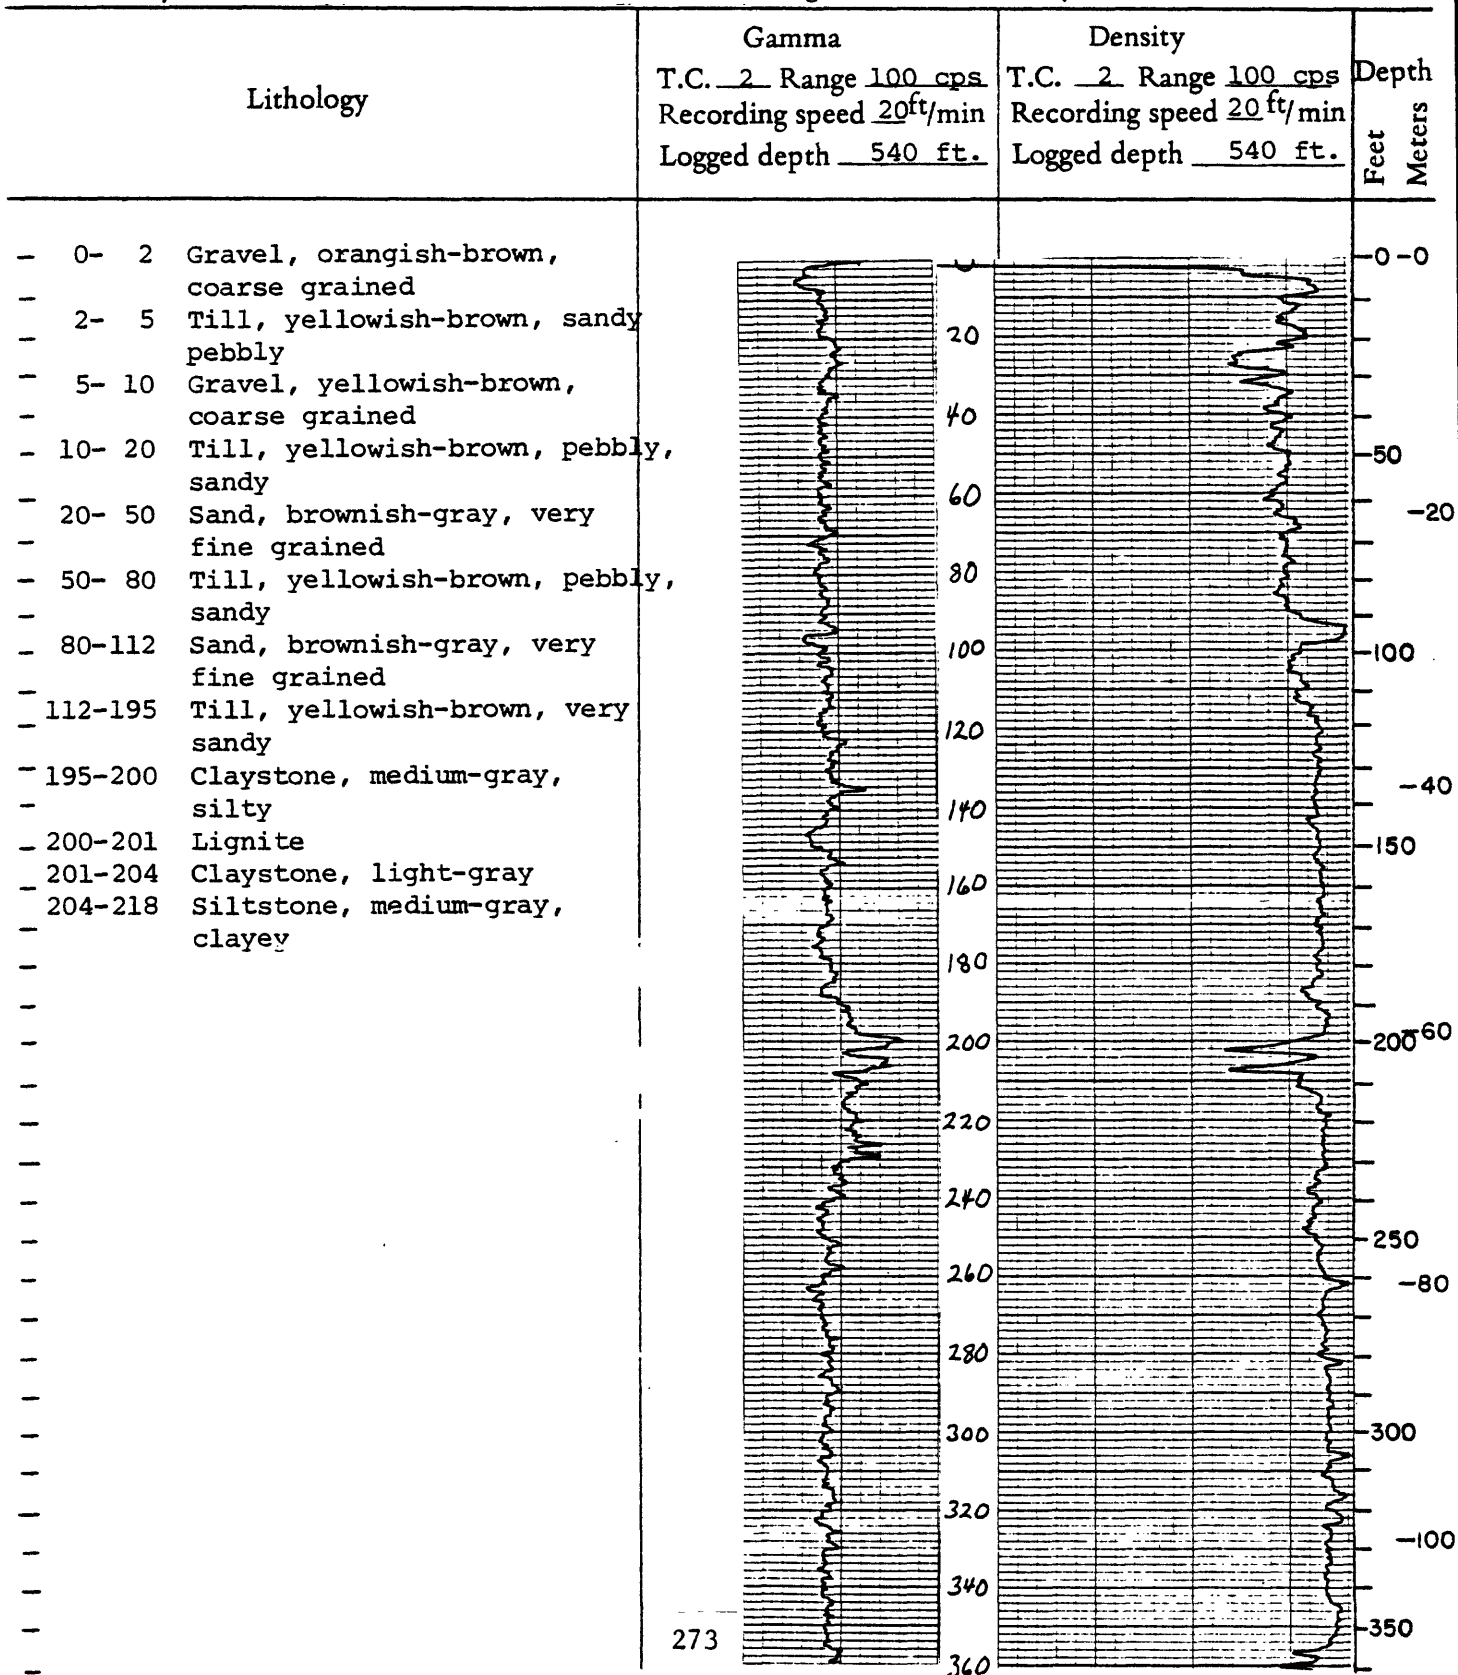 Lithology
Gamma
T.C. 2 Range 100 cps
Recording speed 20 ft/min
Logged depth 540 ft.
Density
T.C. 2 Range 100 cps
Recording speed 20 ft/min
Logged depth 540 ft.
Depth
Feet
Meters
0- 2 Gravel, orangish-brown,
coarse grained
2- 5 Till, yellowish-brown, sandy
pebbly
5- 10 Gravel, yellowish-brown,
coarse grained
10- 20 Till, yellowish-brown, pebbly,
sandy
20- 50 Sand, brownish-gray, very
fine grained
50- 80 Till, yellowish-brown, pebbly,
sandy
80-112 Sand, brownish-gray, very
fine grained
112-195 Till, yellowish-brown, very
sandy
195-200 Claystone, medium-gray,
silty
200-201 Lignite
201-204 Claystone, light-gray
204-218 Siltstone, medium-gray,
clayey
0
20
40
60
80
100
120
140
160
180
200
220
240
260
280
300
320
340
360
0
50
100
150
200
250
300
350
-0
-20
-40
-60
-80
-100
273